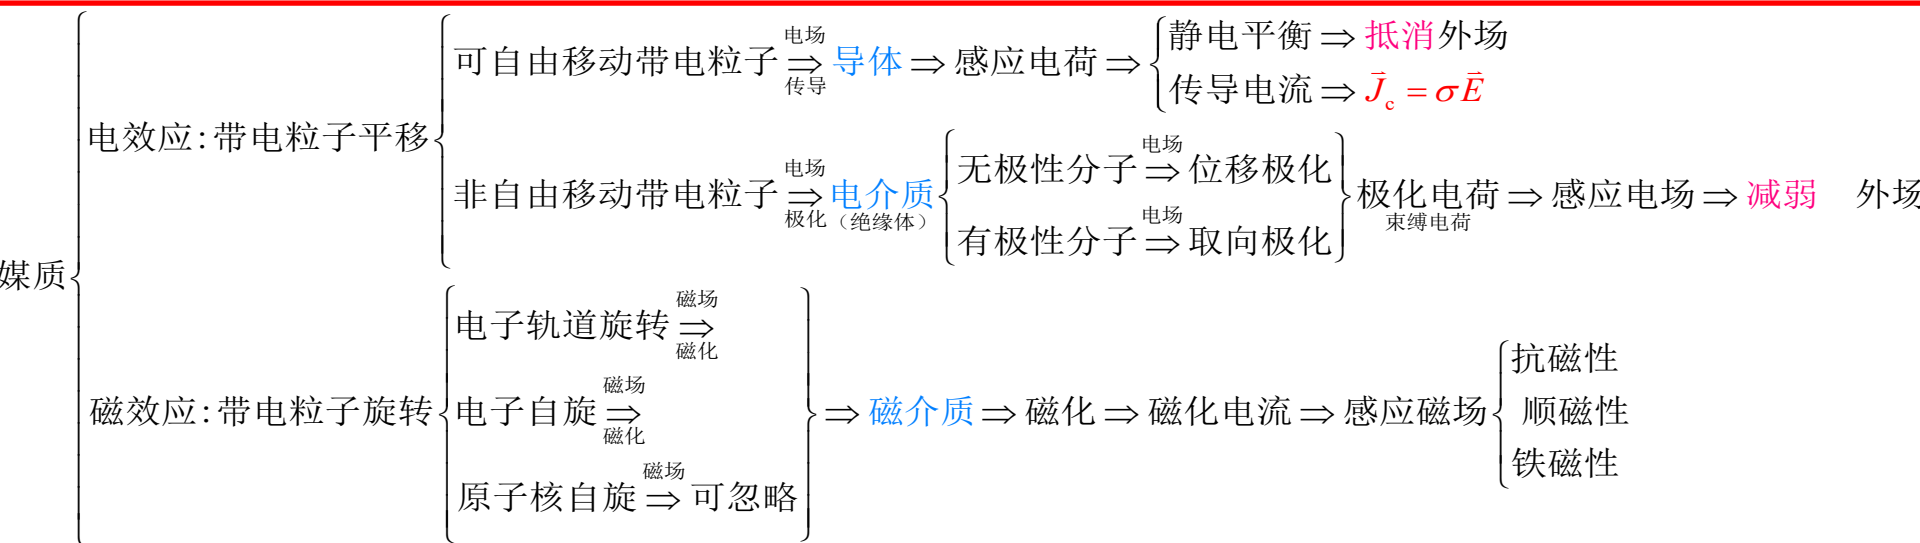 电场
可自由移动带电粒子 ⇒ 导体 ⇒ 感应电荷 ⇒
传导
静电平衡 ⇒ 抵消外场
传导电流 ⇒ J⃗c = σE⃗
电效应:带电粒子平移
电场
非自由移动带电粒子 ⇒ 电介质
极化 (绝缘体)
电场
无极性分子 ⇒ 位移极化
电场
有极性分子 ⇒ 取向极化
极化电荷 ⇒ 感应电场 ⇒ 减弱 外场
束缚电荷
媒质
磁场
电子轨道旋转 ⇒
磁化
磁效应:带电粒子旋转
磁场
电子自旋 ⇒
磁化
磁场
原子核自旋 ⇒ 可忽略
⇒ 磁介质 ⇒ 磁化 ⇒ 磁化电流 ⇒ 感应磁场
抗磁性
顺磁性
铁磁性